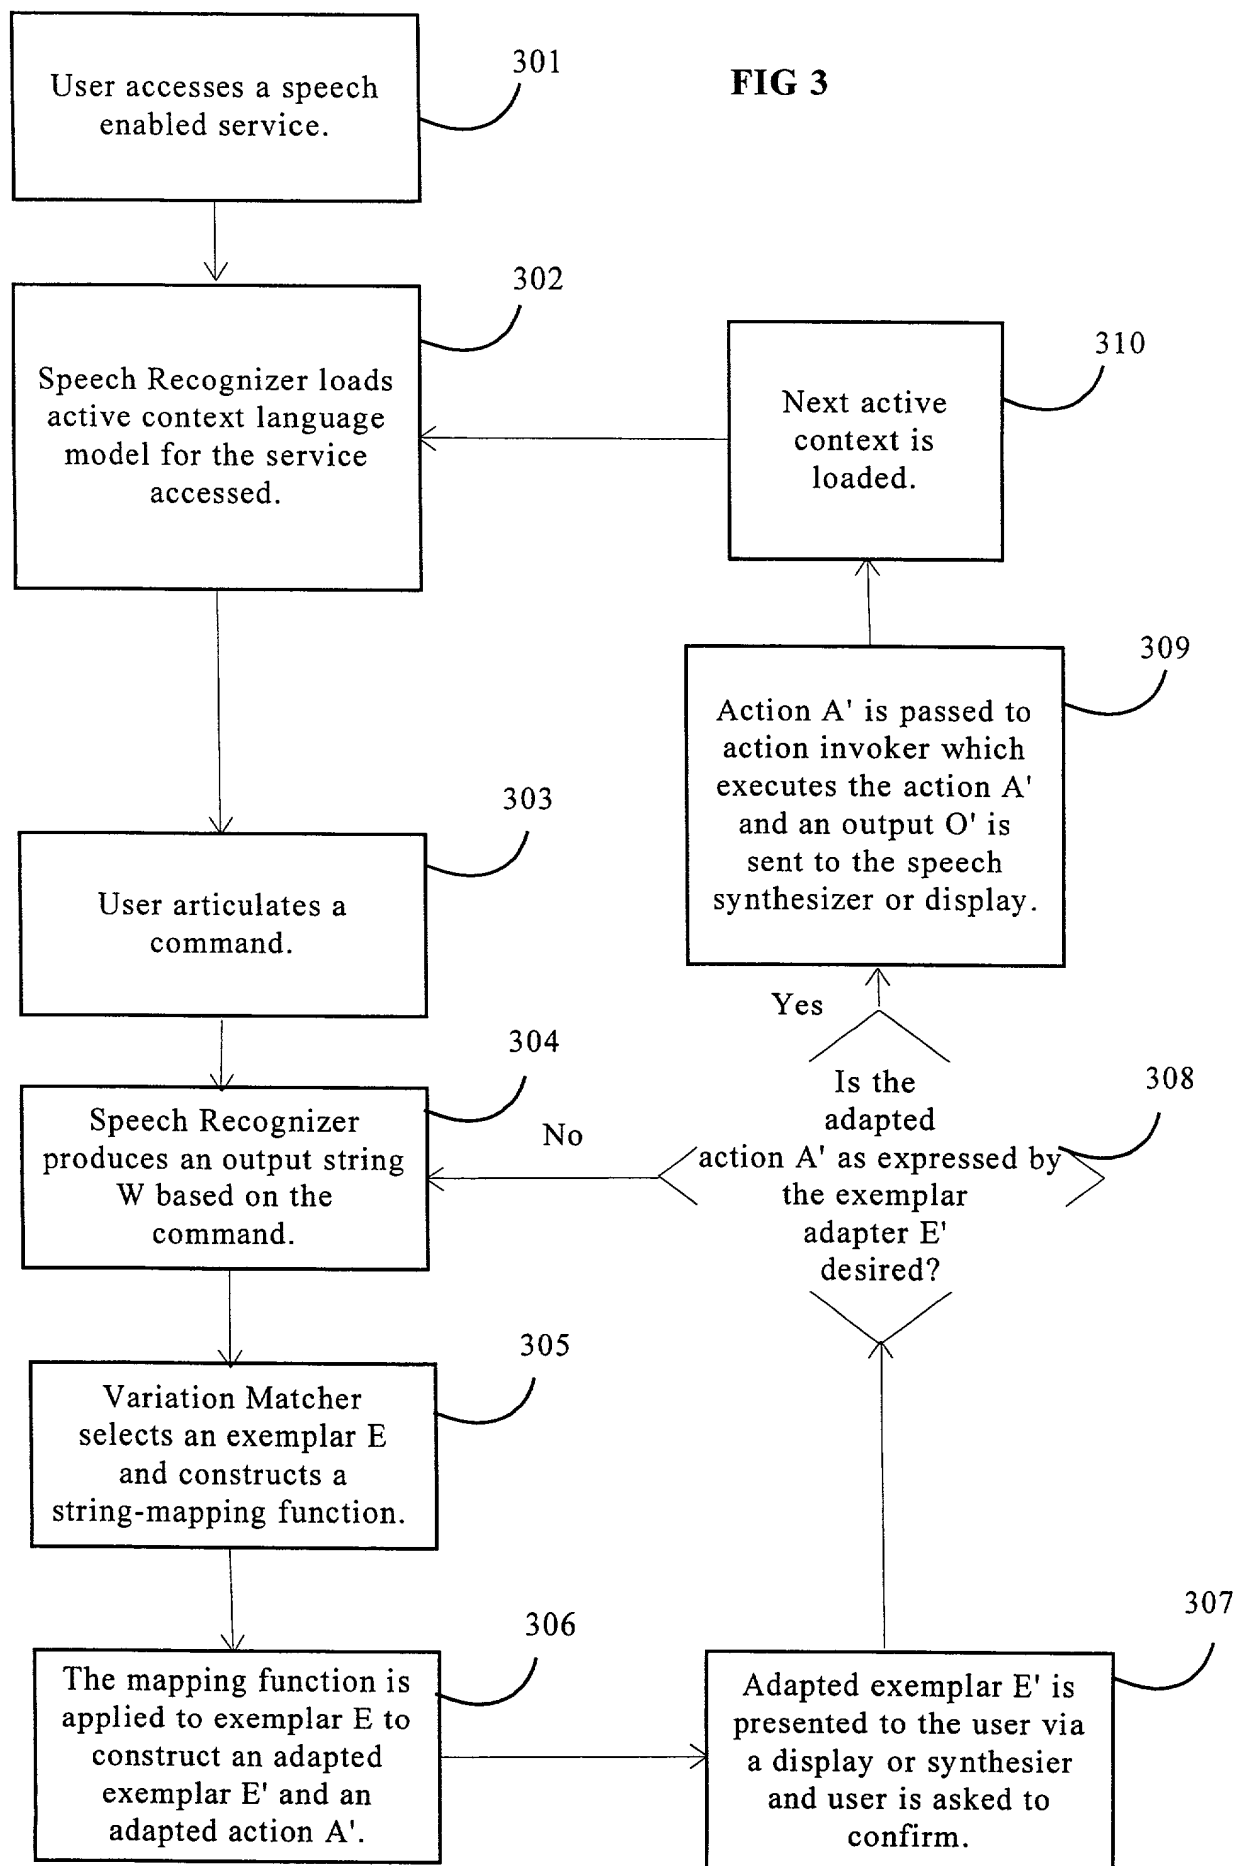 FIG 3
301
User accesses a speech
enabled service.
302
Speech Recognizer loads
active context language
model for the service
accessed.
303
User articulates a
command.
304
Speech Recognizer
produces an output string
W based on the
command.
305
Variation Matcher
selects an exemplar E
and constructs a
string-mapping function.
306
The mapping function is
applied to exemplar E to
construct an adapted
exemplar E' and an
adapted action A'.
307
Adapted exemplar E' is
presented to the user via
a display or synthesier
and user is asked to
confirm.
308
Is the
adapted
action A' as expressed by
the exemplar
adapter E'
desired?
No
Yes
309
Action A' is passed to
action invoker which
executes the action A'
and an output O' is
sent to the speech
synthesizer or display.
310
Next active
context is
loaded.